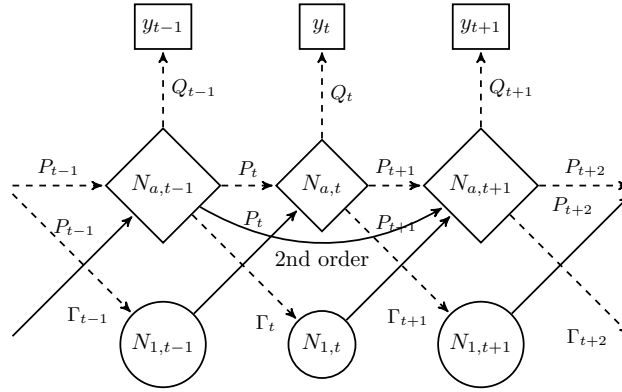 y_{t-1} y_t y_{t+1}
Q_{t-1} Q_t Q_{t+1}
P_{t-1} P_t P_{t+1} P_{t+2}
N_{a,t-1} N_{a,t} N_{a,t+1}
P_{t-1} P_t P_{t+1} P_{t+2}
2nd order
Γ_{t-1} Γ_t Γ_{t+1} Γ_{t+2}
N_{1,t-1} N_{1,t} N_{1,t+1}